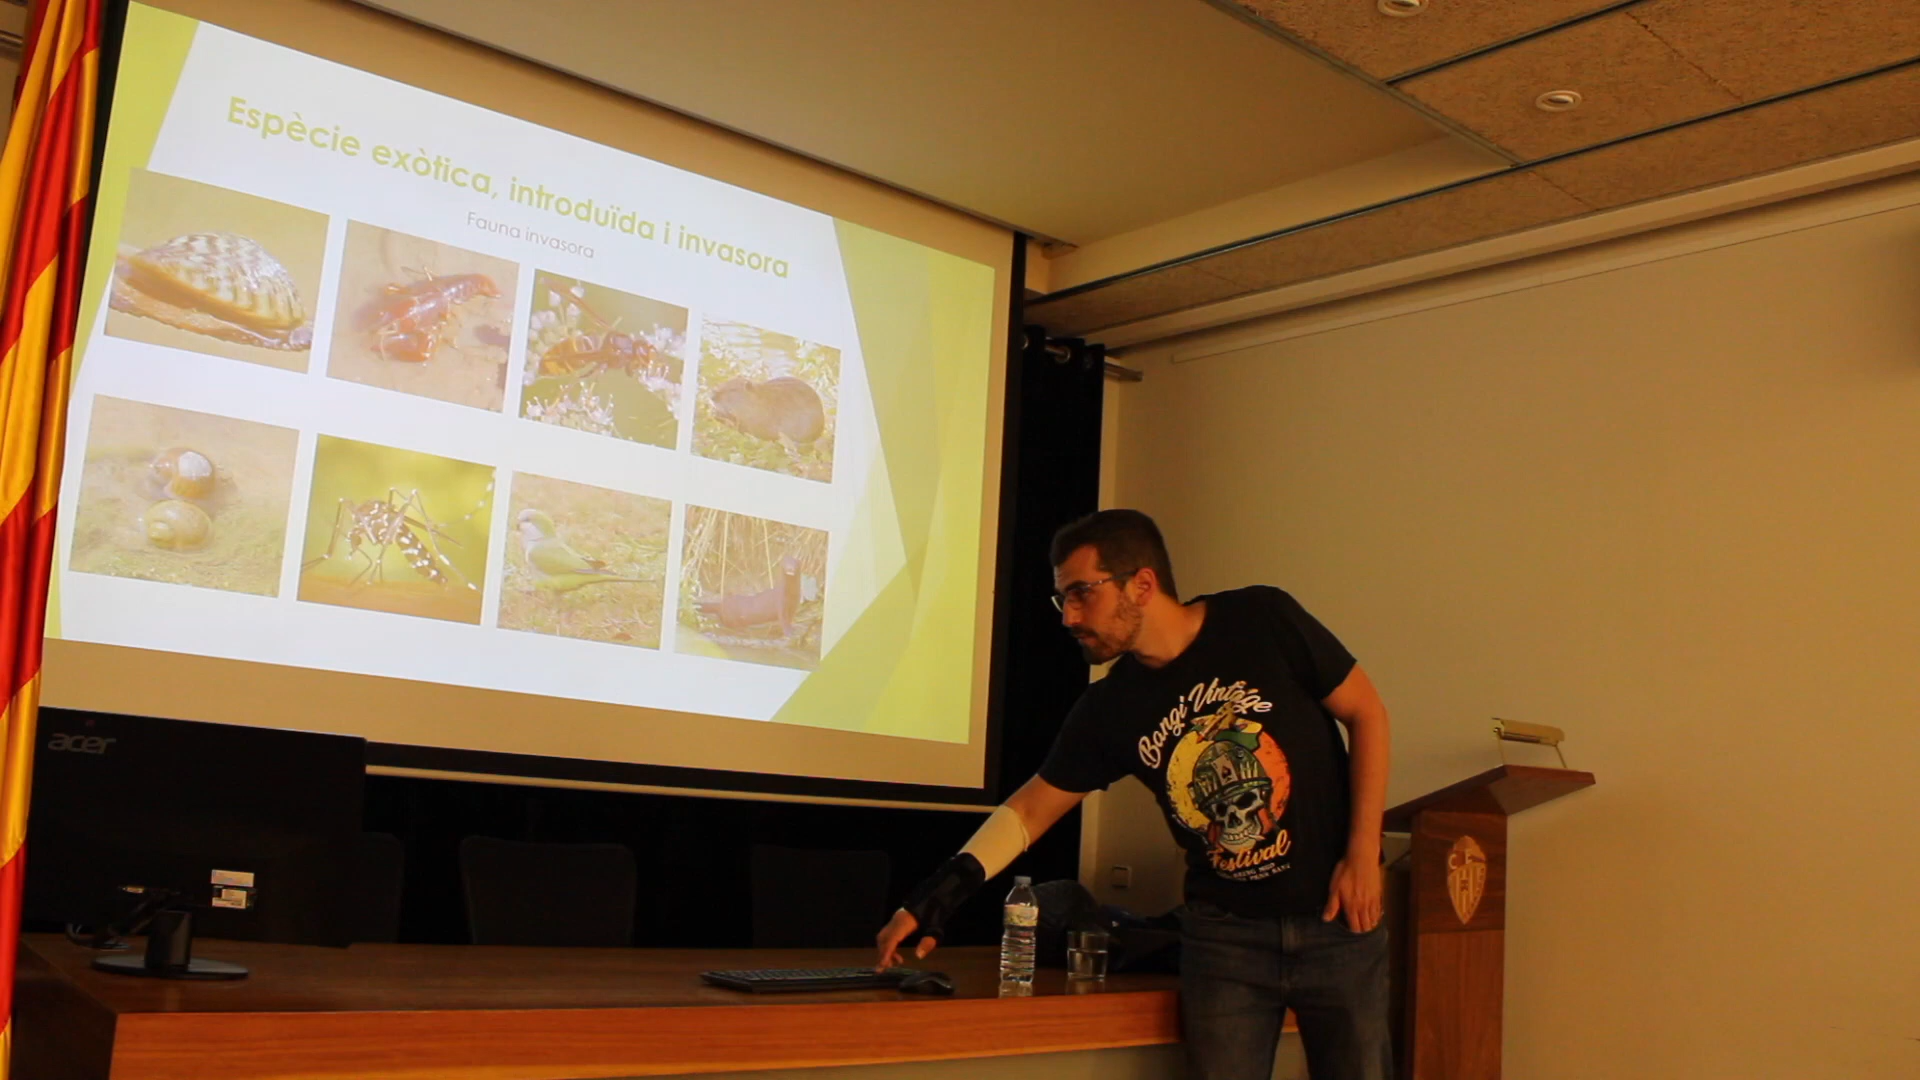 Espècie exòtica, introduïda i invasora
Fauna invasora
acer
Bangi Vintage
Festival
C E